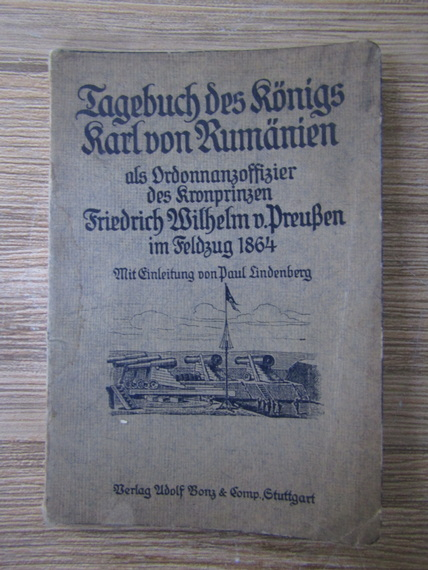 Tagebuch des Königs
Karl von Rumänien
als Ordonnanzoffizier
des Kronprinzen
Friedrich Wilhelm v. Preußen
im Feldzug 1864
Mit Einleitung von Paul Lindenberg
Verlag Adolf Bonz & Comp., Stuttgart